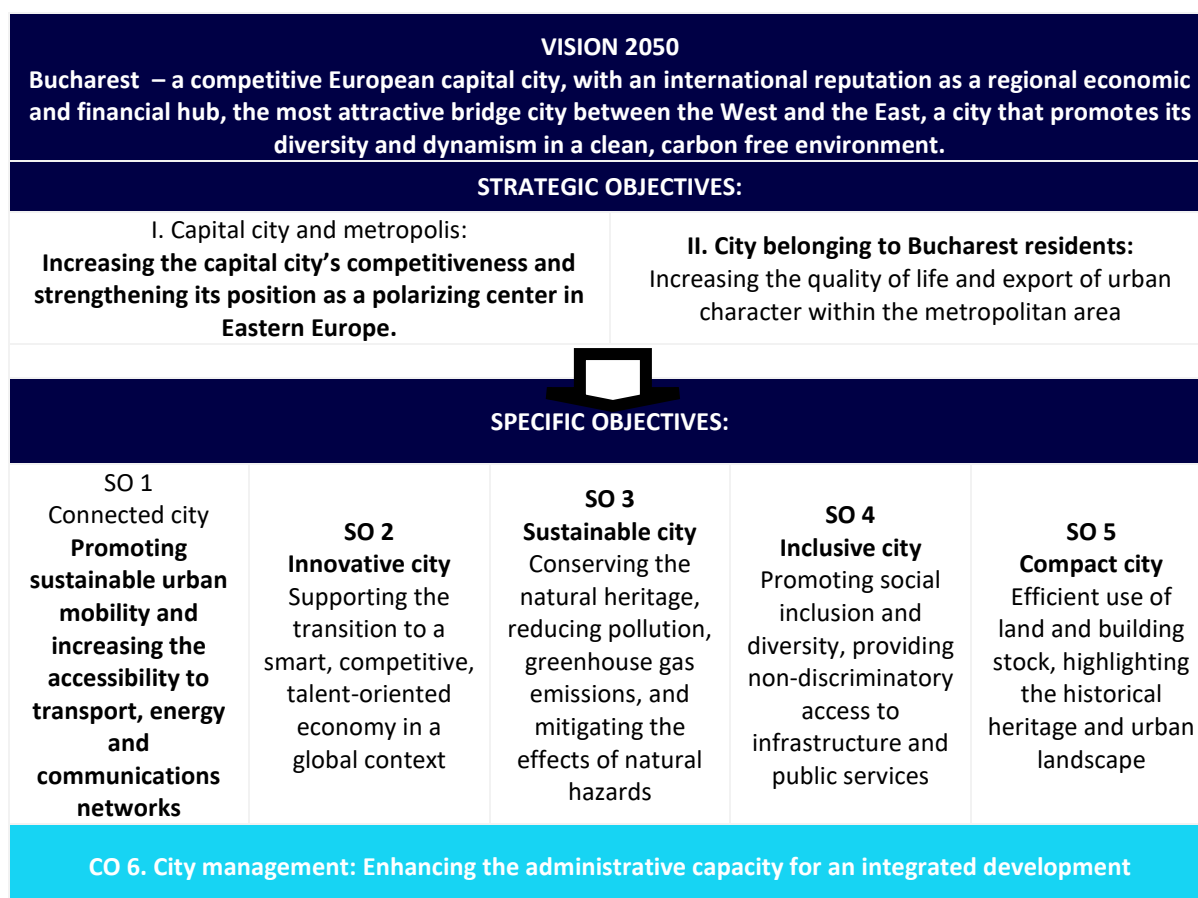 VISION 2050
Bucharest – a competitive European capital city, with an international reputation as a regional economic
and financial hub, the most attractive bridge city between the West and the East, a city that promotes its
diversity and dynamism in a clean, carbon free environment.
STRATEGIC OBJECTIVES:
I. Capital city and metropolis:
Increasing the capital city’s competitiveness and
strengthening its position as a polarizing center in
Eastern Europe.
II. City belonging to Bucharest residents:
Increasing the quality of life and export of urban
character within the metropolitan area
SPECIFIC OBJECTIVES:
SO 1
Connected city
Promoting
sustainable urban
mobility and
increasing the
accessibility to
transport, energy
and
communications
networks
SO 2
Innovative city
Supporting the
transition to a
smart, competitive,
talent-oriented
economy in a
global context
SO 3
Sustainable city
Conserving the
natural heritage,
reducing pollution,
greenhouse gas
emissions, and
mitigating the
effects of natural
hazards
SO 4
Inclusive city
Promoting social
inclusion and
diversity, providing
non-discriminatory
access to
infrastructure and
public services
SO 5
Compact city
Efficient use of
land and building
stock, highlighting
the historical
heritage and urban
landscape
CO 6. City management: Enhancing the administrative capacity for an integrated development